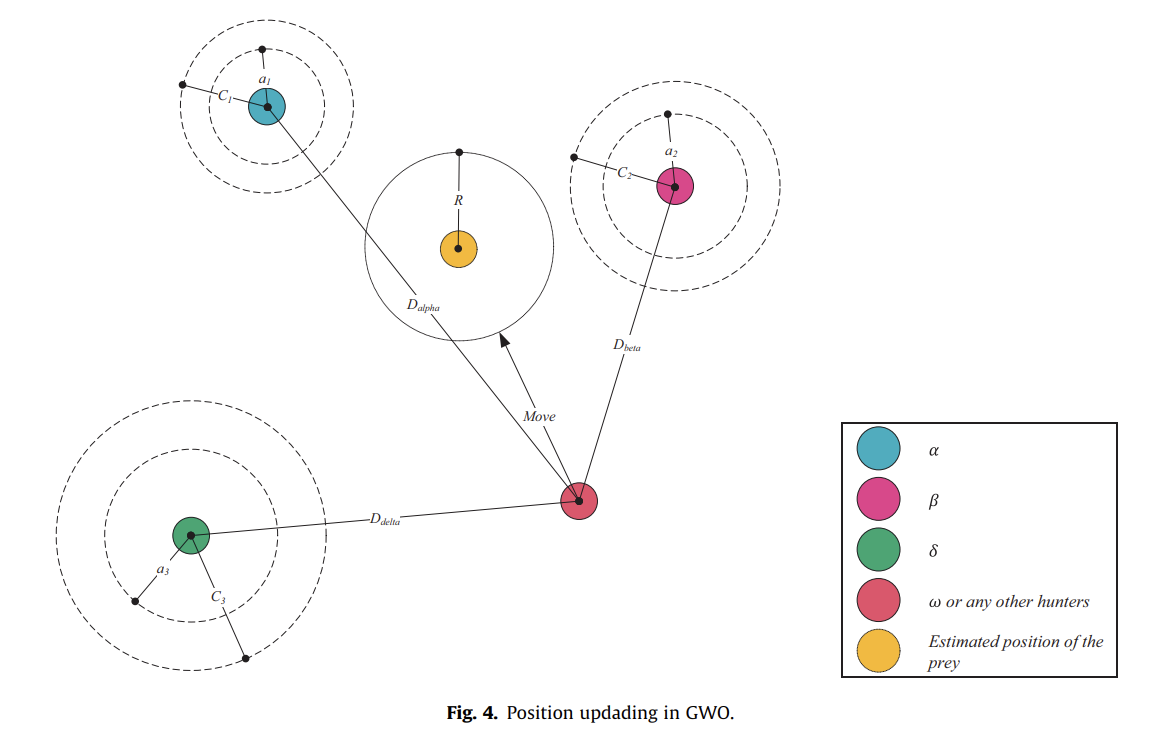 a1
C1
a2
C2
R
Dalpha
Dbeta
Move
Ddelta
a3
C3
α
β
δ
ω or any other hunters
Estimated position of the
prey
Fig. 4. Position updading in GWO.